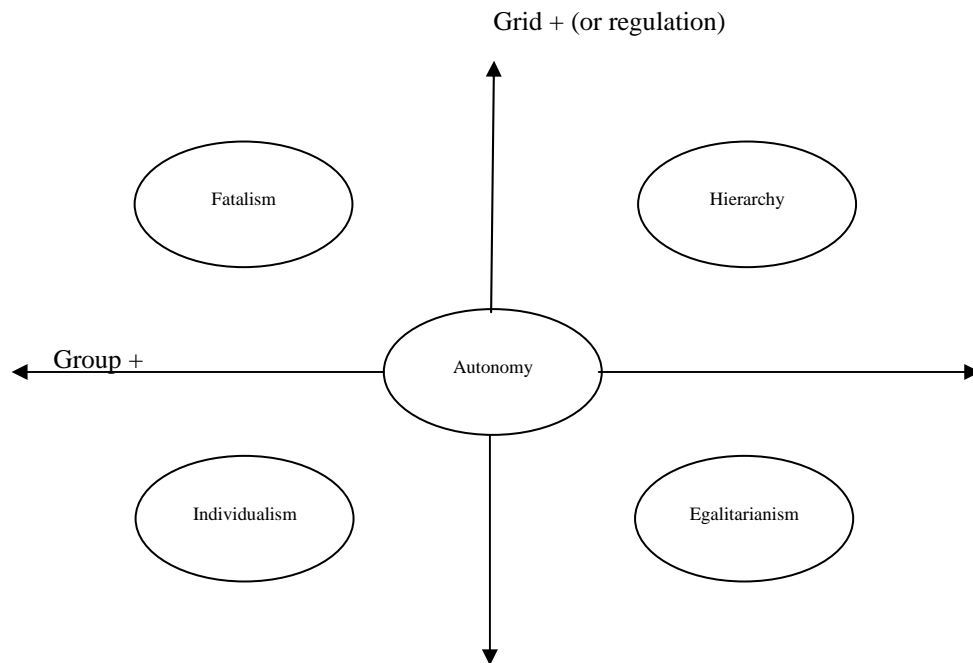 Grid + (or regulation)
Fatalism
Hierarchy
Group +
Autonomy
Individualism
Egalitarianism